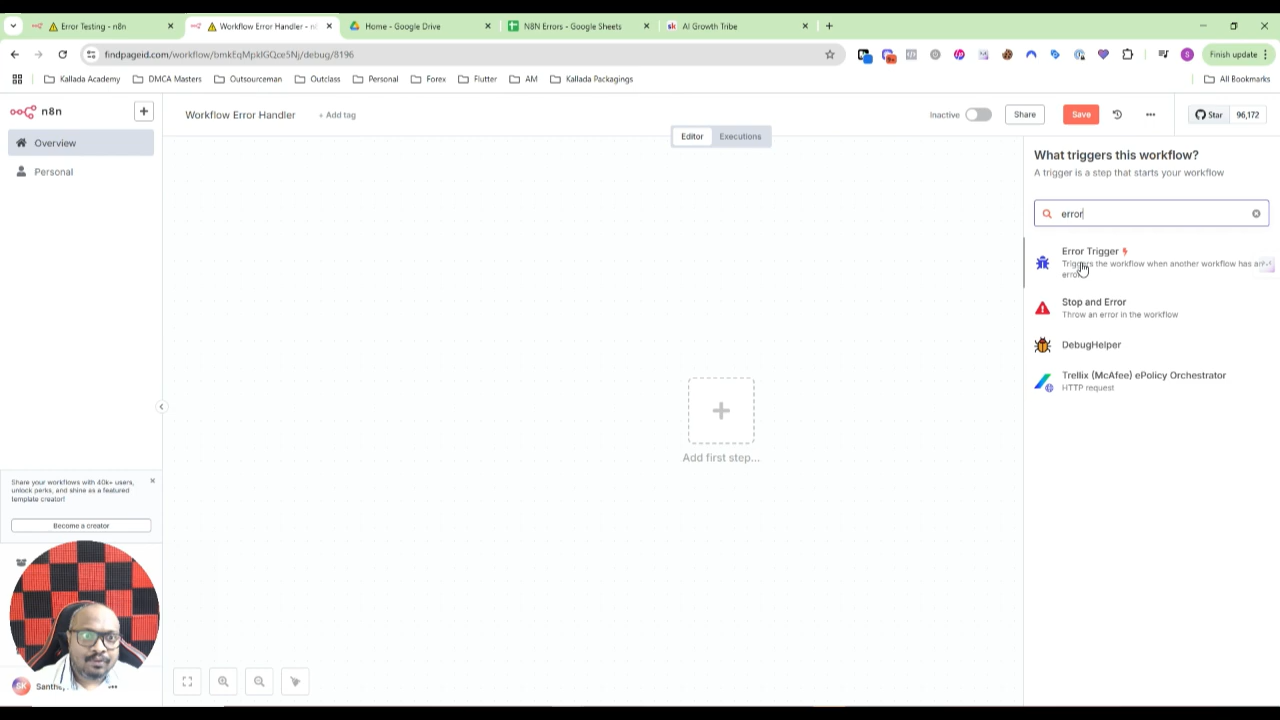 Error Testing - n8n
Workflow Error Handler - n8
Home - Google Drive
N8N Errors - Google Sheets
AI Growth Tribe
findpageid.com/workflow/bmkEqMpkIGQce5Nj/debug/8196
S
Finish update
Kallada Academy
DMCA Masters
Outsourceman
Outclass
Personal
Forex
Flutter
AM
Kallada Packagings
All Bookmarks
n8n
Workflow Error Handler
+ Add tag
Inactive
Share
Save
Star
96,172
Overview
Personal
Editor
Executions
What triggers this workflow?
A trigger is a step that starts your workflow
error
Error Trigger
Triggers the workflow when another workflow has an
error
Stop and Error
Throw an error in the workflow
DebugHelper
Trellix (McAfee) ePolicy Orchestrator
HTTP request
Add first step...
Share your workflows with 40k+ users,
unlock perks, and shine as a featured
template creator!
Become a creator
SK